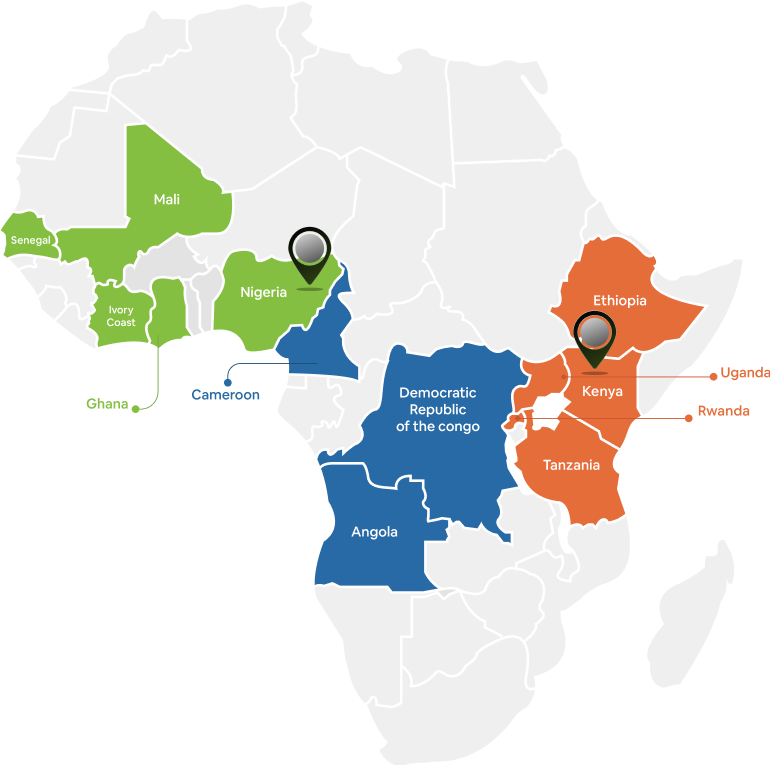 Mali
Senegal
Nigeria
Ivory
Coast
Ethiopia
Ghana
Cameroon
Democratic
Republic
of the congo
Uganda
Kenya
Rwanda
Tanzania
Angola